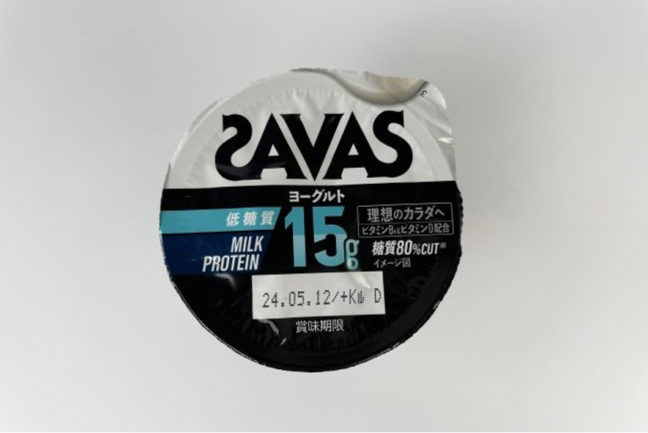 SAVAS
ヨーグルト
低糖質
MILK
PROTEIN
15g
理想のカラダへ
ビタミンB6&ビタミンD配合
糖質80%CUT※
イメージ図
24.05.12/+Kル D
賞味期限